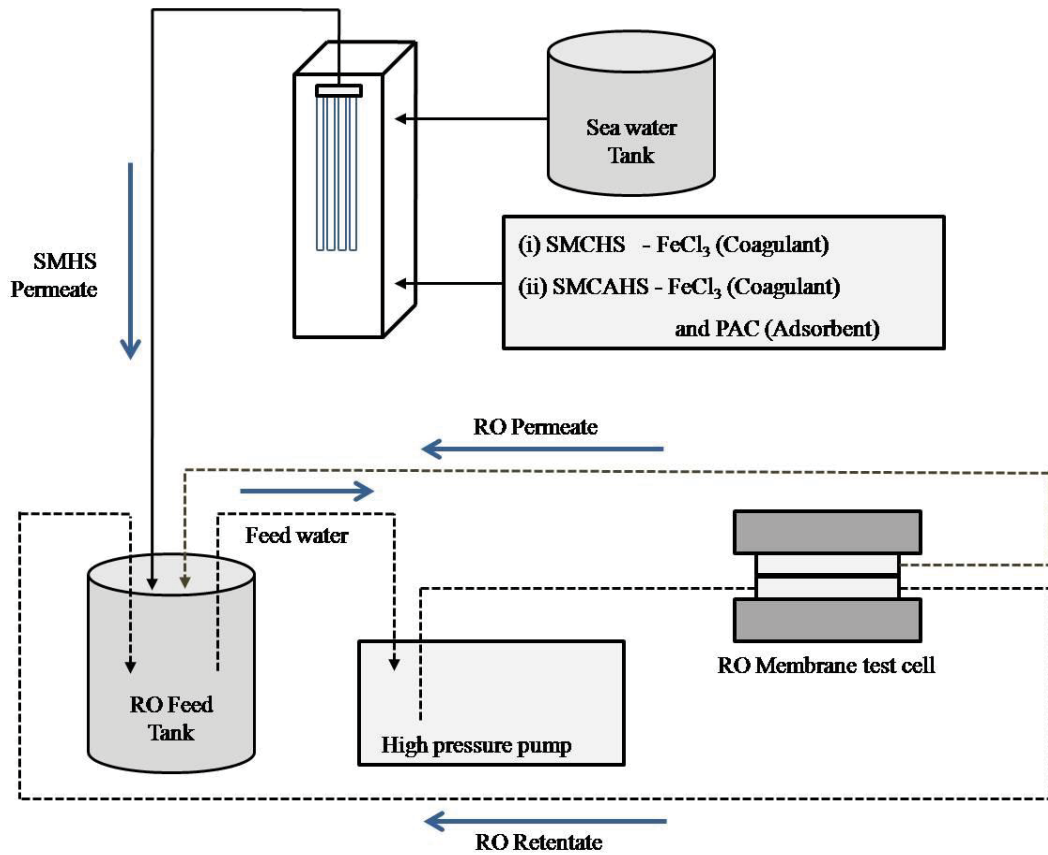 Sea water
Tank
(i) SMCHS - FeCl₃ (Coagulant)
(ii) SMCAHS - FeCl₃ (Coagulant)
and PAC (Adsorbent)
SMHS
Permeate
RO Permeate
Feed water
RO Membrane test cell
RO Feed
Tank
High pressure pump
RO Retentate